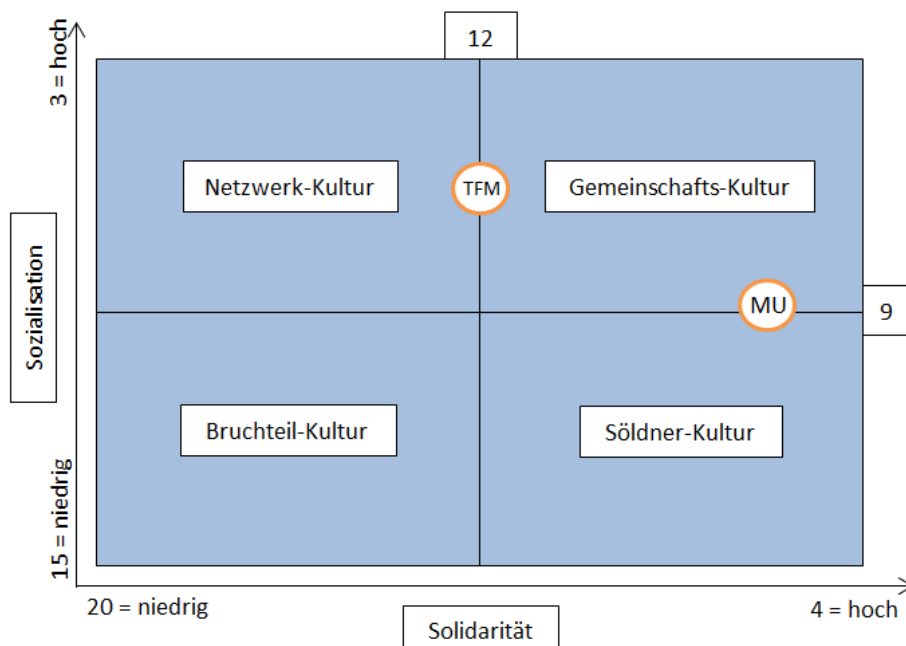 12
3 = hoch
Netzwerk-Kultur
TFM
Gemeinschafts-Kultur
Sozialisation
MU
9
Bruchteil-Kultur
Söldner-Kultur
15 = niedrig
20 = niedrig
4 = hoch
Solidarität